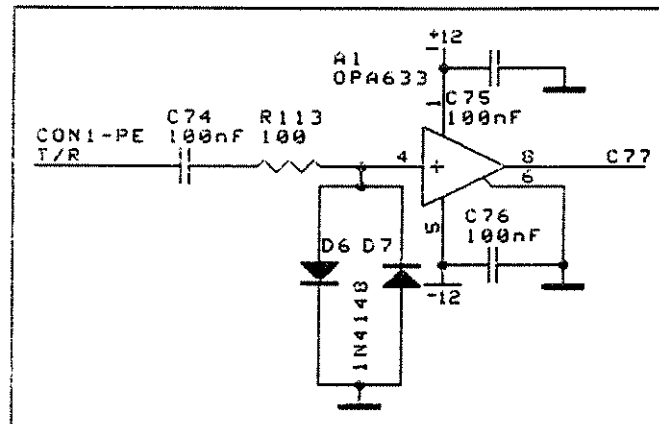 +12
A1
OPA633
1
C75
100nF
C74
100nF
R113
100
CON1-PE
T/R
4
+
8
6
C77
5
C76
100nF
-12
D6 D7
1N4148